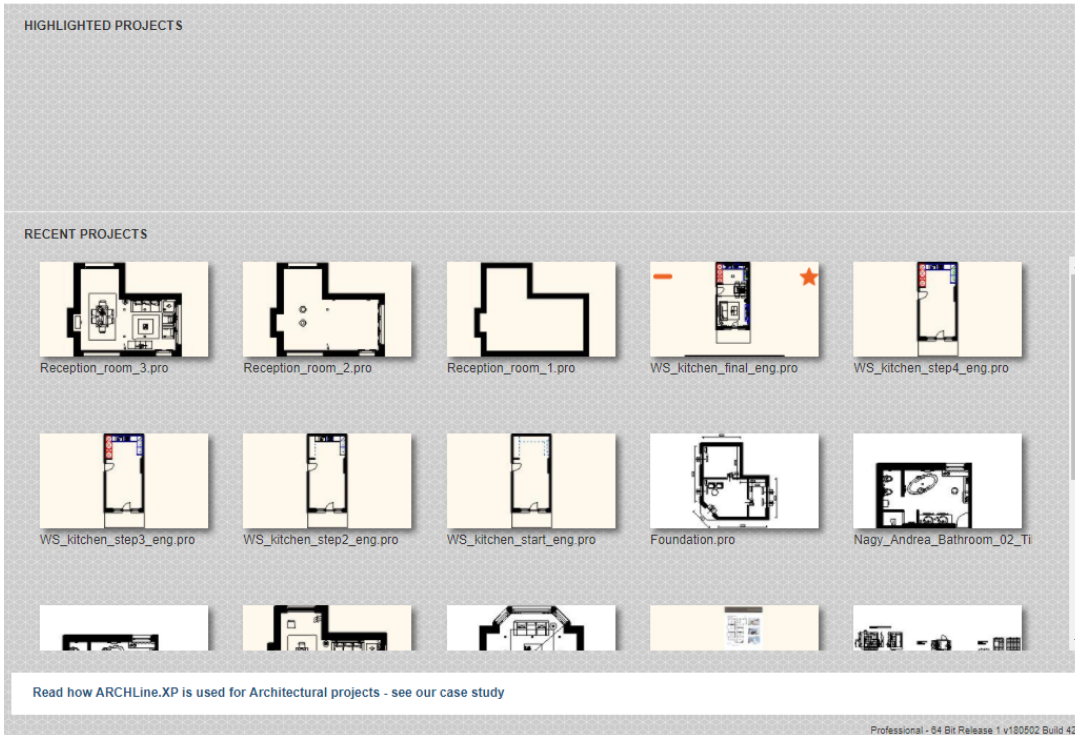 HIGHLIGHTED PROJECTS
RECENT PROJECTS
Reception_room_3.pro
Reception_room_2.pro
Reception_room_1.pro
WS_kitchen_final_eng.pro
WS_kitchen_step4_eng.pro
WS_kitchen_step3_eng.pro
WS_kitchen_step2_eng.pro
WS_kitchen_start_eng.pro
Foundation.pro
Nagy_Andrea_Bathroom_02_Ti
Read how ARCHLine.XP is used for Architectural projects - see our case study
Professional - 64 Bit Release 1 v180502 Build 42